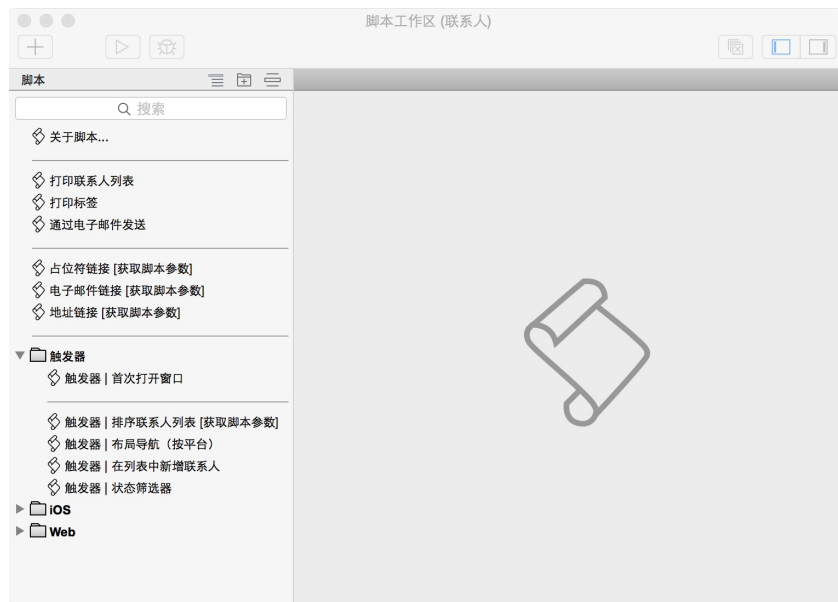 脚本工作区 (联系人)
脚本
搜索
关于脚本...
打印联系人列表
打印标签
通过电子邮件发送
占位符链接 [获取脚本参数]
电子邮件链接 [获取脚本参数]
地址链接 [获取脚本参数]
触发器
触发器 | 首次打开窗口
触发器 | 排序联系人列表 [获取脚本参数]
触发器 | 布局导航（按平台）
触发器 | 在列表中新增联系人
触发器 | 状态筛选器
iOS
Web